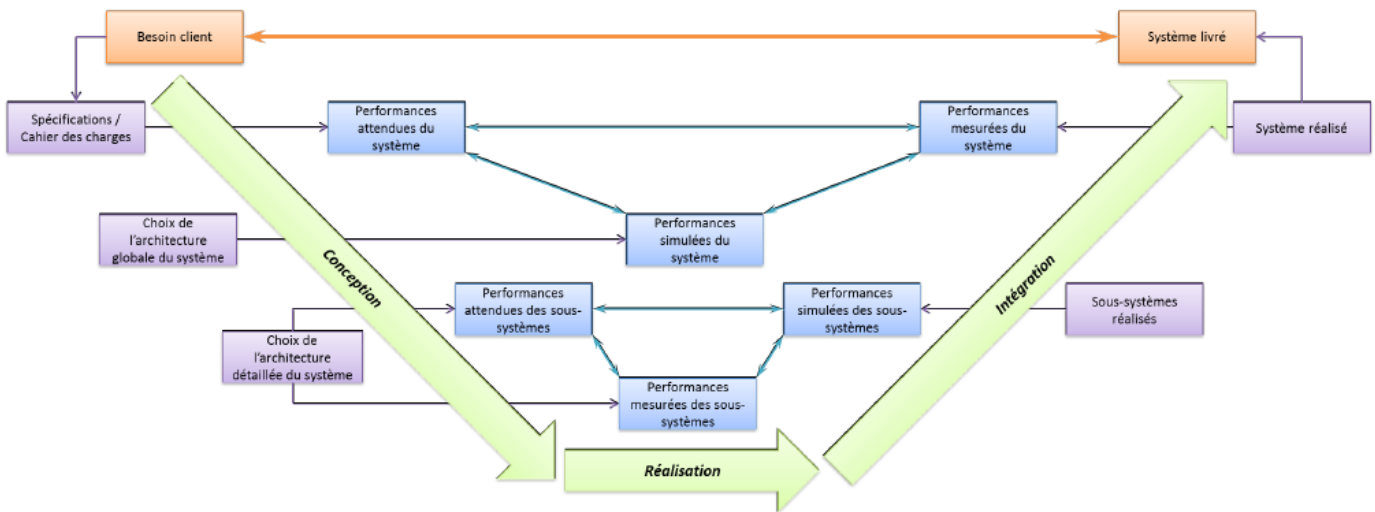 Besoin client
Système livré
Spécifications /
Cahier des charges
Performances
attendues du
système
Performances
mesurées du
système
Système réalisé
Choix de
l'architecture
globale du système
Performances
simulées du
système
Conception
Intégration
Performances
attendues des sous-
systèmes
Performances
simulées des sous-
systèmes
Sous-systèmes
réalisés
Choix de
l'architecture
détaillée du système
Performances
mesurées des sous-
systèmes
Réalisation